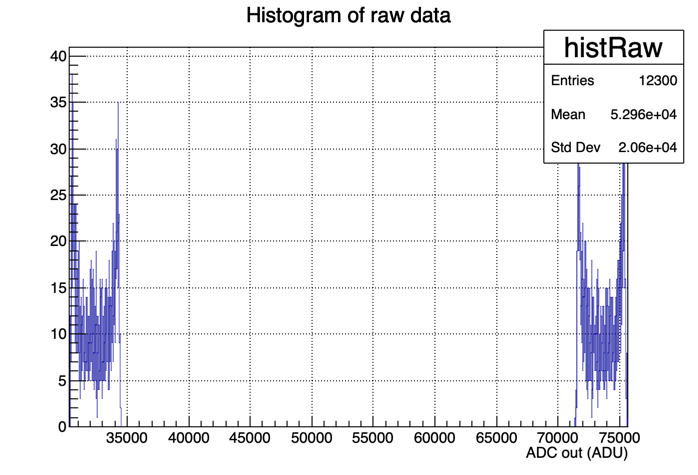 Histogram of raw data
histRaw
Entries 12300
Mean 5.296e+04
Std Dev 2.06e+04
40
35
30
25
20
15
10
5
0
35000 40000 45000 50000 55000 60000 65000 70000 75000
ADC out (ADU)